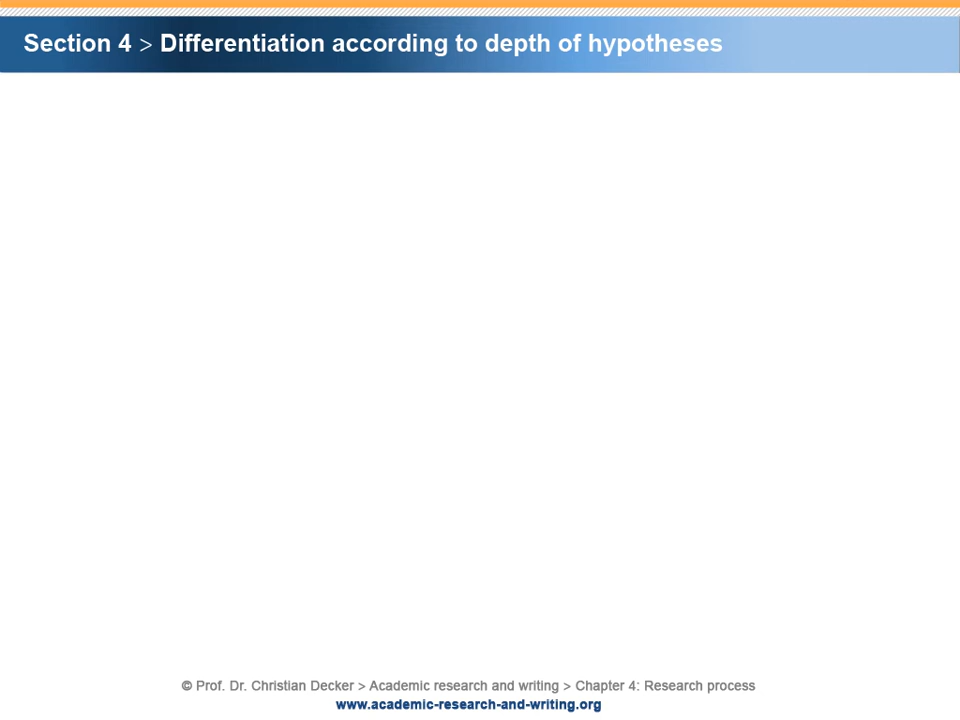 Section 4 > Differentiation according to depth of hypotheses
© Prof. Dr. Christian Decker > Academic research and writing > Chapter 4: Research process
www.academic-research-and-writing.org